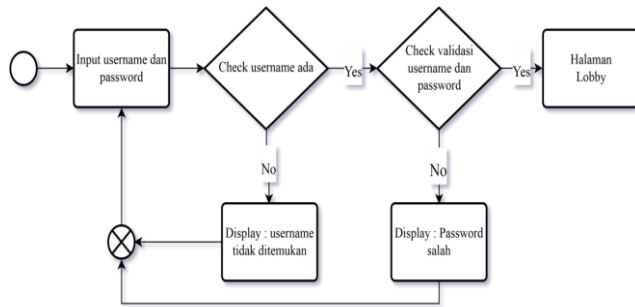 Input username dan
password
Check username ada
Yes
Check validasi
username dan
password
Yes
Halaman
Lobby
No
No
Display : username
tidak ditemukan
Display : Password
salah